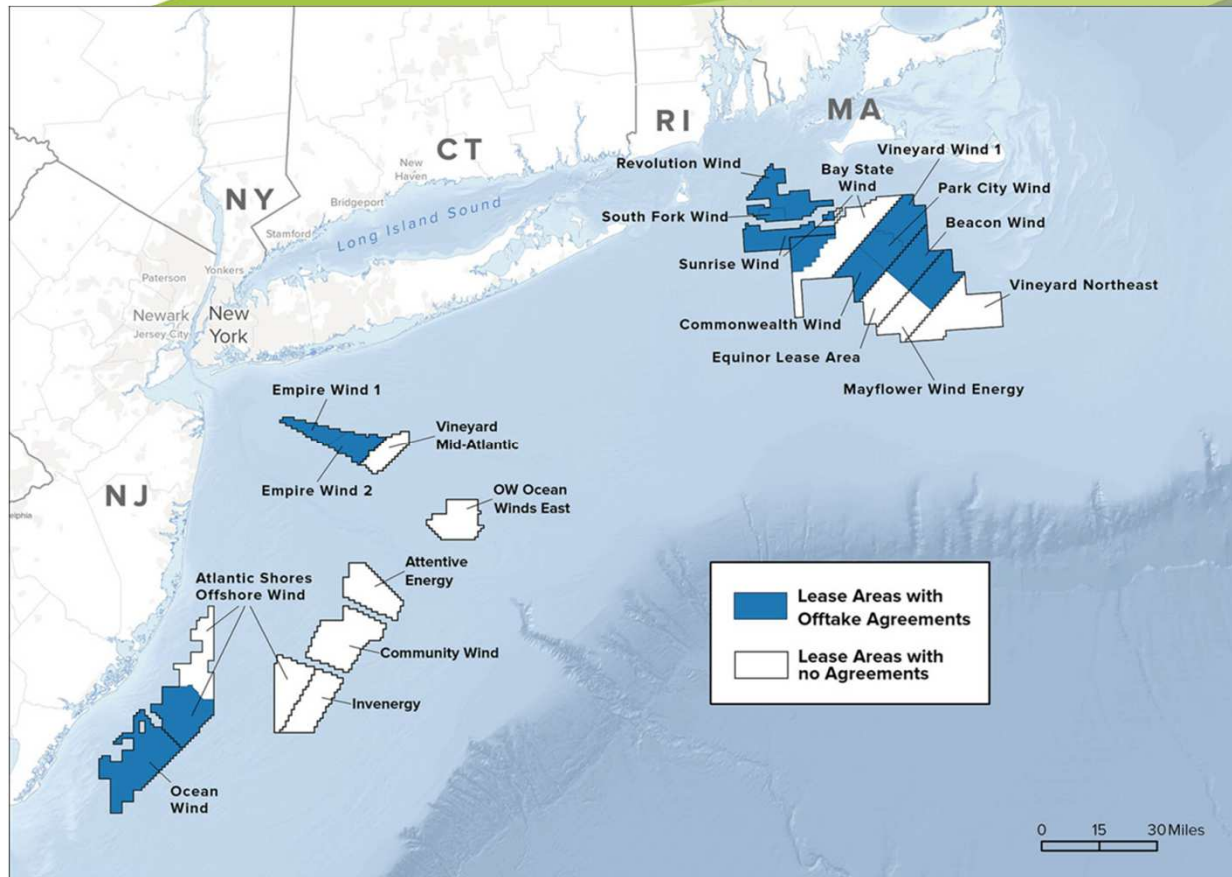 MA
RI
CT
NY
NJ
Vineyard Wind 1
Revolution Wind
Bay State
Wind
Park City Wind
South Fork Wind
Beacon Wind
Sunrise Wind
Vineyard Northeast
Commonwealth Wind
Equinor Lease Area
Mayflower Wind Energy
New
Haven
Bridgeport
Stamford
Long Island Sound
Paterson
Yonkers
Newark
Jersey City
New
York
Empire Wind 1
Vineyard
Mid-Atlantic
Empire Wind 2
OW Ocean
Winds East
Attentive
Energy
Atlantic Shores
Offshore Wind
Community Wind
Invenergy
Ocean
Wind
elphia
Lease Areas with
Offtake Agreements
Lease Areas with
no Agreements
0 15 30 Miles